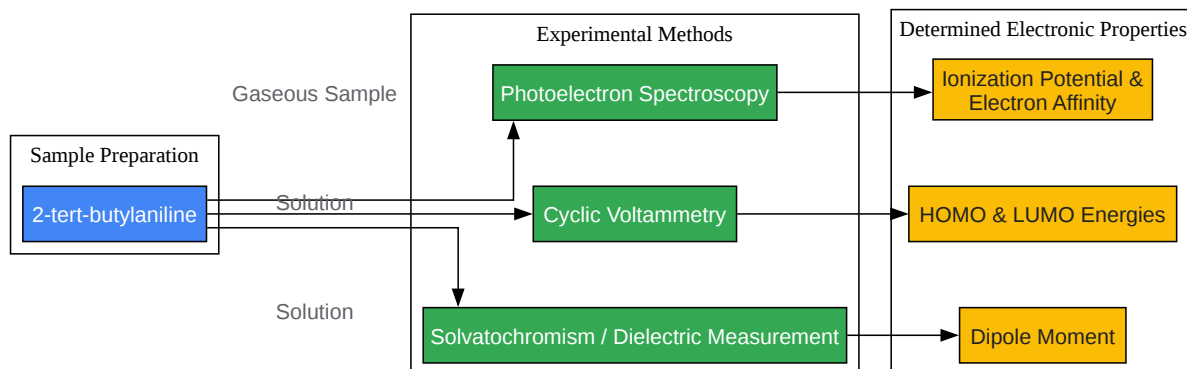 Experimental Methods
Determined Electronic Properties
Gaseous Sample
Photoelectron Spectroscopy
Ionization Potential &
Electron Affinity
Sample Preparation
2-tert-butylaniline
Solution
Cyclic Voltammetry
HOMO & LUMO Energies
Solution
Solvatochromism / Dielectric Measurement
Dipole Moment